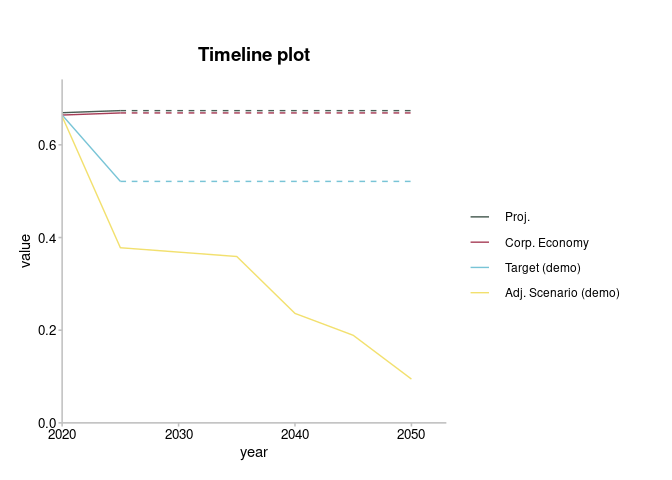 Timeline plot
value
0.6
0.4
0.2
0.0
2020
2030
2040
2050
year
Proj.
Corp. Economy
Target (demo)
Adj. Scenario (demo)